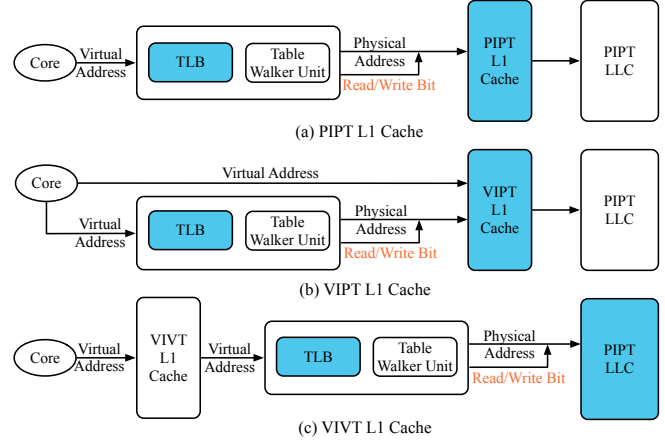 Core
Virtual
Address
TLB
Table
Walker Unit
Physical
Address
Read/Write Bit
PIPT
L1
Cache
PIPT
LLC
(a) PIPT L1 Cache
Core
Virtual Address
Virtual
Address
TLB
Table
Walker Unit
Physical
Address
Read/Write Bit
VIPT
L1
Cache
PIPT
LLC
(b) VIPT L1 Cache
Core
Virtual
Address
VIVT
L1
Cache
Virtual
Address
TLB
Table
Walker Unit
Physical
Address
Read/Write Bit
PIPT
LLC
(c) VIVT L1 Cache